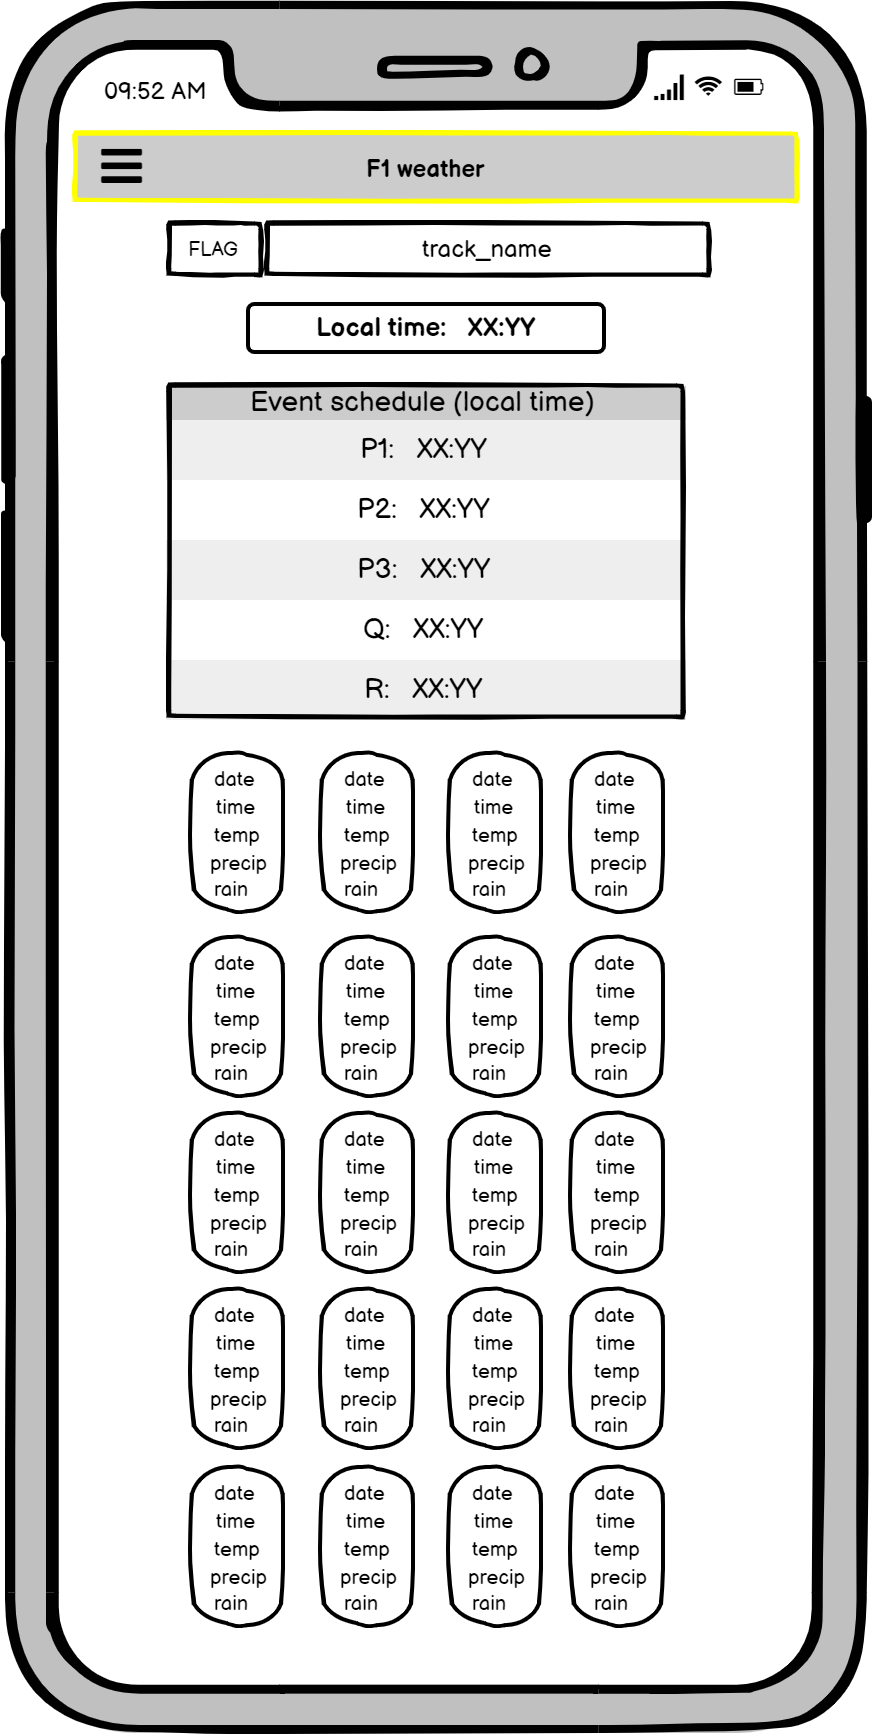 09:52 AM
F1 weather
FLAG track_name
Local time: XX:YY
Event schedule (local time)
P1: XX:YY
P2: XX:YY
P3: XX:YY
Q: XX:YY
R: XX:YY
date date date date
time time time time
temp temp temp temp
precip precip precip precip
rain rain rain rain
date date date date
time time time time
temp temp temp temp
precip precip precip precip
rain rain rain rain
date date date date
time time time time
temp temp temp temp
precip precip precip precip
rain rain rain rain
date date date date
time time time time
temp temp temp temp
precip precip precip precip
rain rain rain rain
date date date date
time time time time
temp temp temp temp
precip precip precip precip
rain rain rain rain